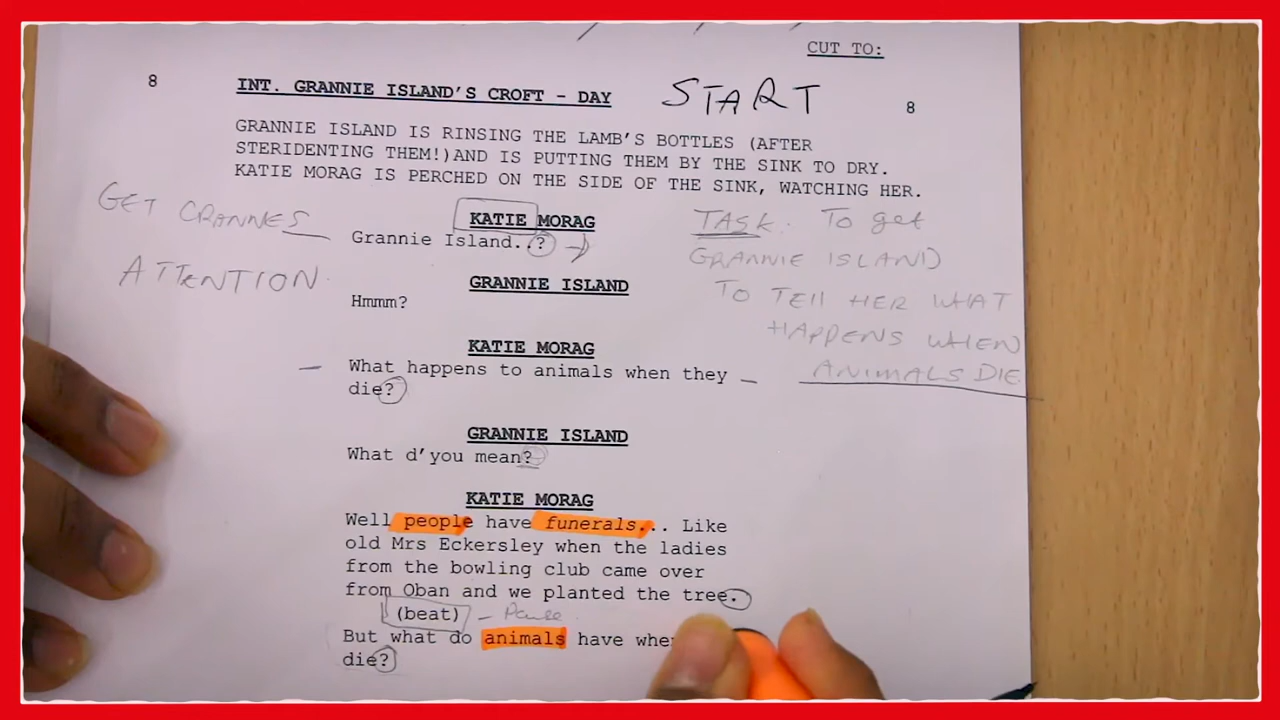 CUT TO:
8 INT. GRANNIE ISLAND'S CROFT - DAY START 8
GRANNIE ISLAND IS RINSING THE LAMB'S BOTTLES (AFTER
STERIDENTING THEM!)AND IS PUTTING THEM BY THE SINK TO DRY.
KATIE MORAG IS PERCHED ON THE SIDE OF THE SINK, WATCHING HER.
GET GRANNIES
ATTENTION
KATIE MORAG
Grannie Island..?
TASK. To get
GRANNIE ISLAND
TO TELL HER WHAT
HAPPENS WHEN
ANIMALS DIE
GRANNIE ISLAND
Hmmm?
KATIE MORAG
What happens to animals when they
die?
GRANNIE ISLAND
What d'you mean?
KATIE MORAG
Well people have funerals... Like
old Mrs Eckersley when the ladies
from the bowling club came over
from Oban and we planted the tree.
(beat) - Pause
But what do animals have
die?